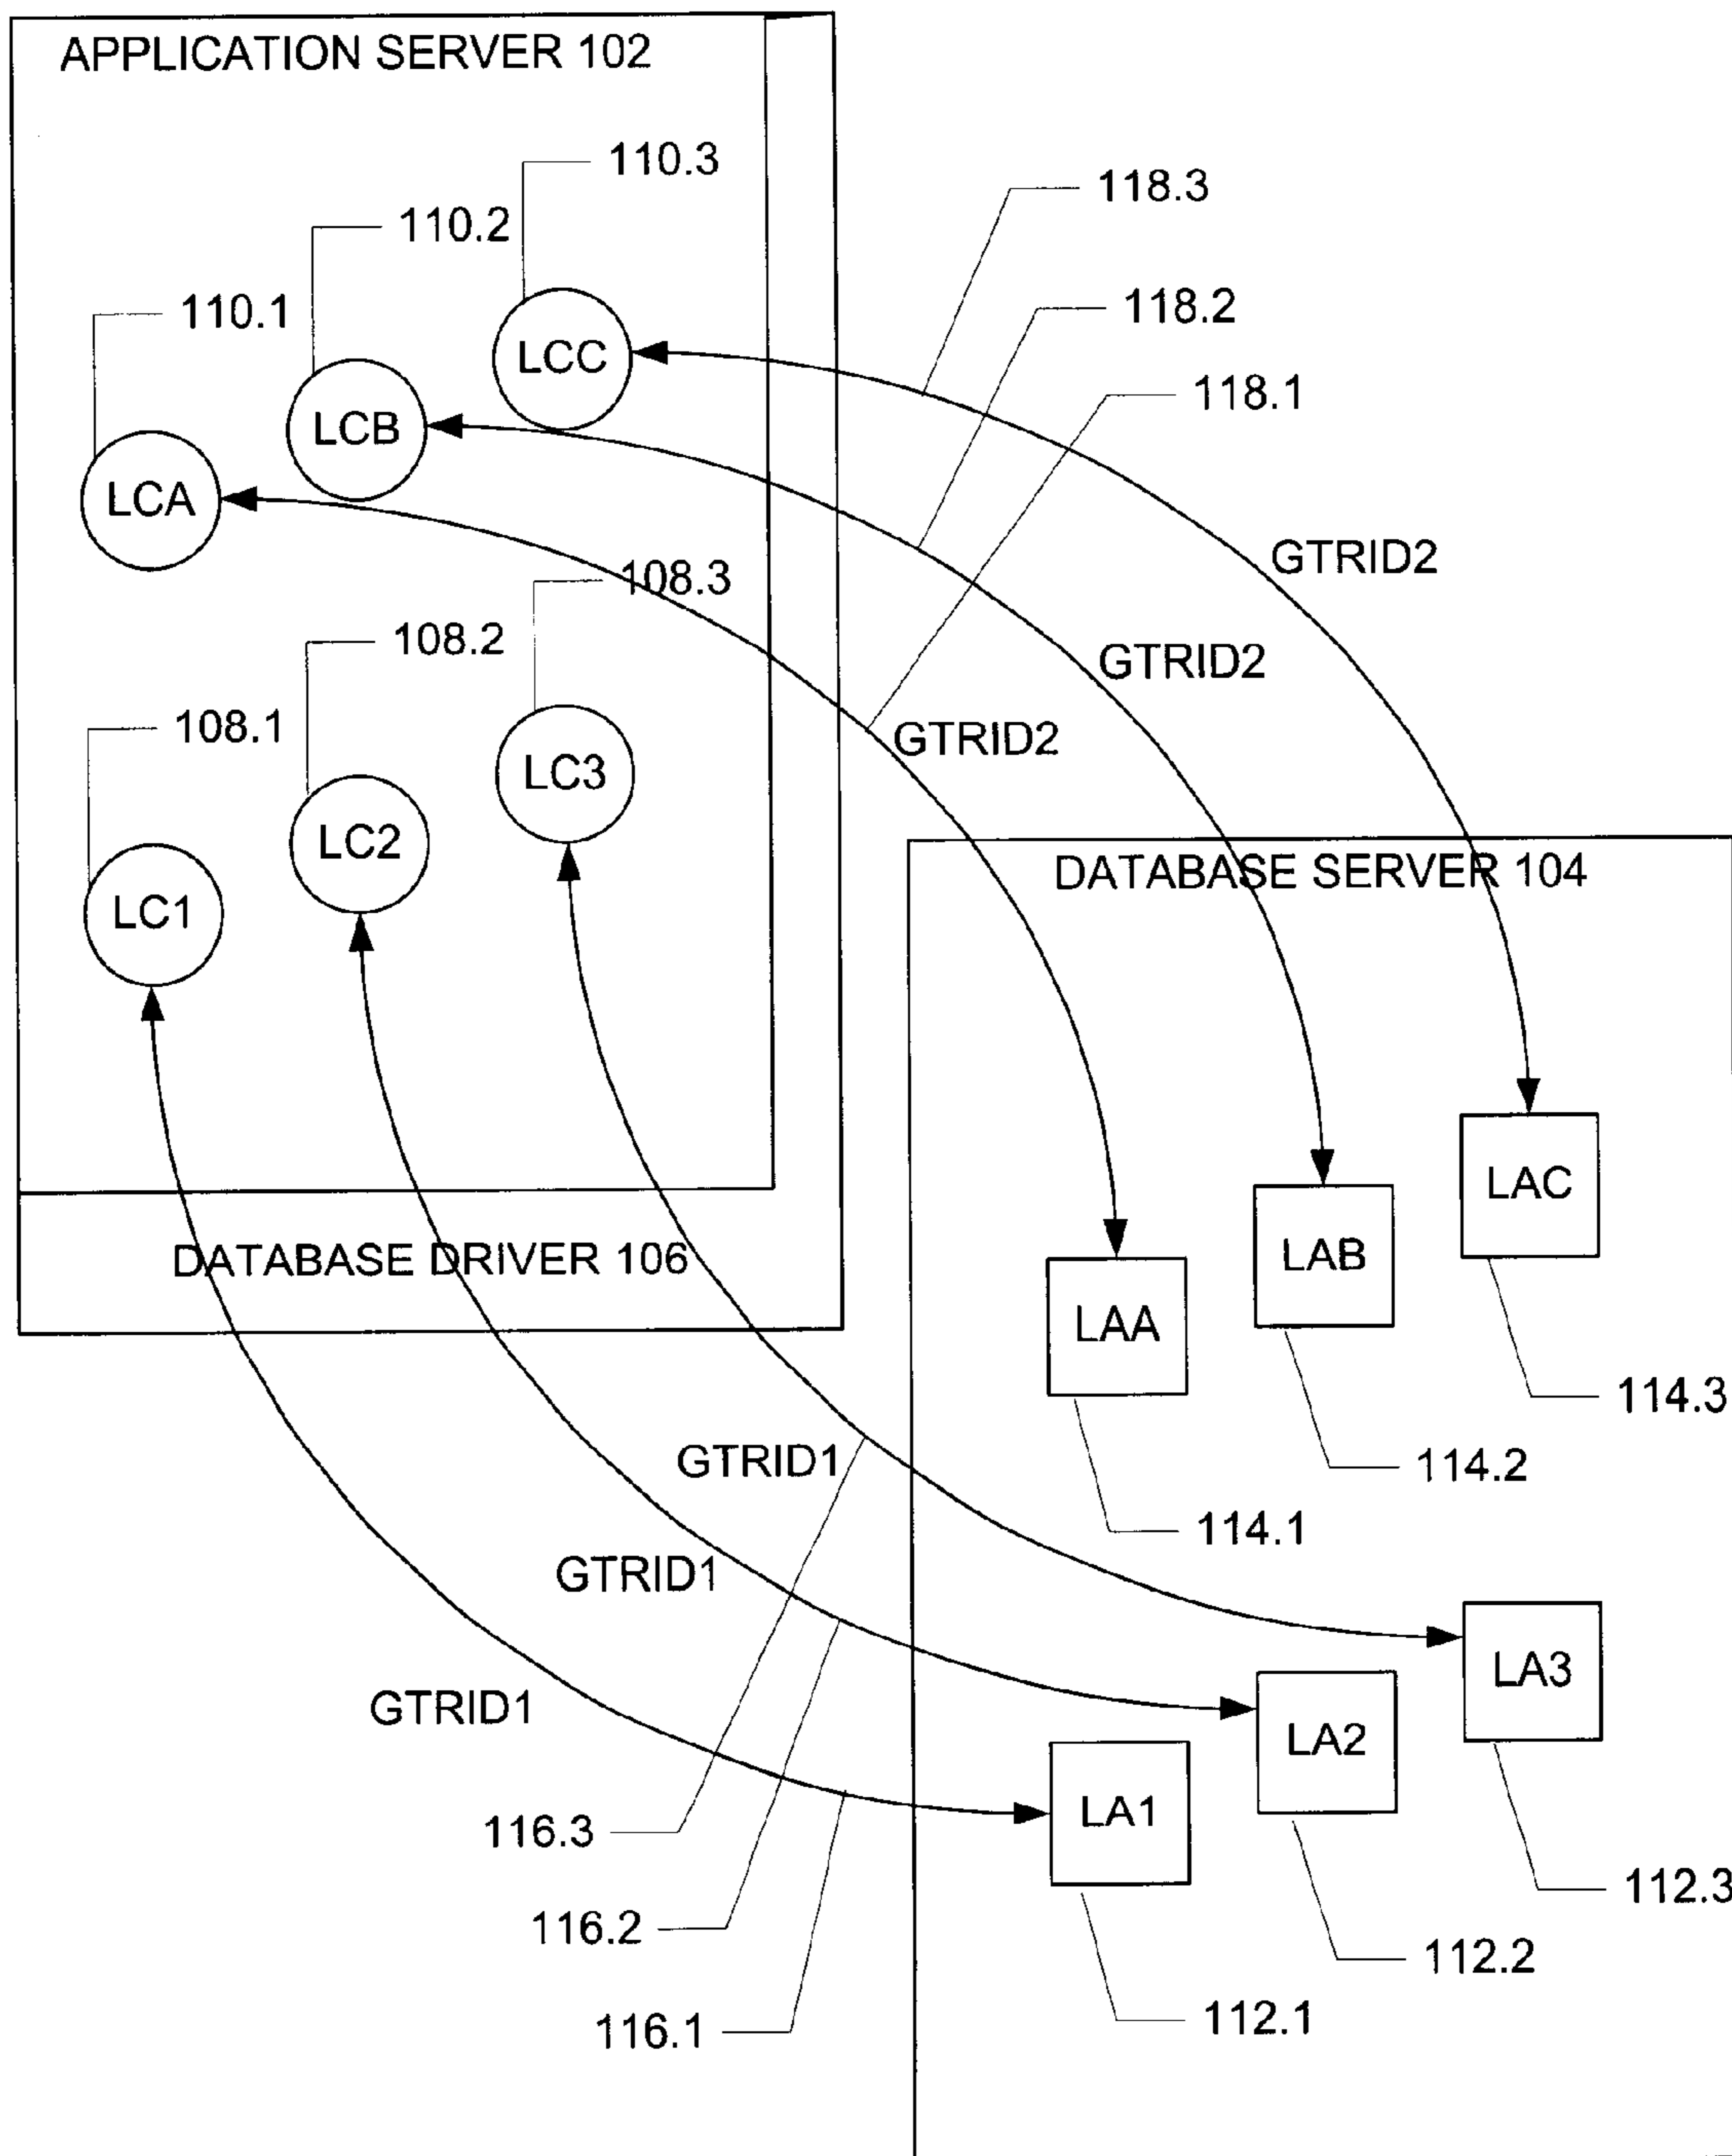 APPLICATION SERVER 102
110.3
118.3
110.2
118.2
110.1
LCC
118.1
LCB
LCA
GTRID2
108.3
108.2
GTRID2
108.1
GTRID2
LC3
LC2
DATABASE SERVER 104
LC1
LAC
DATABASE DRIVER 106
LAB
LAA
114.3
GTRID1
114.2
114.1
GTRID1
LA3
GTRID1
LA2
LA1
116.3
112.3
116.2
112.2
112.1
116.1